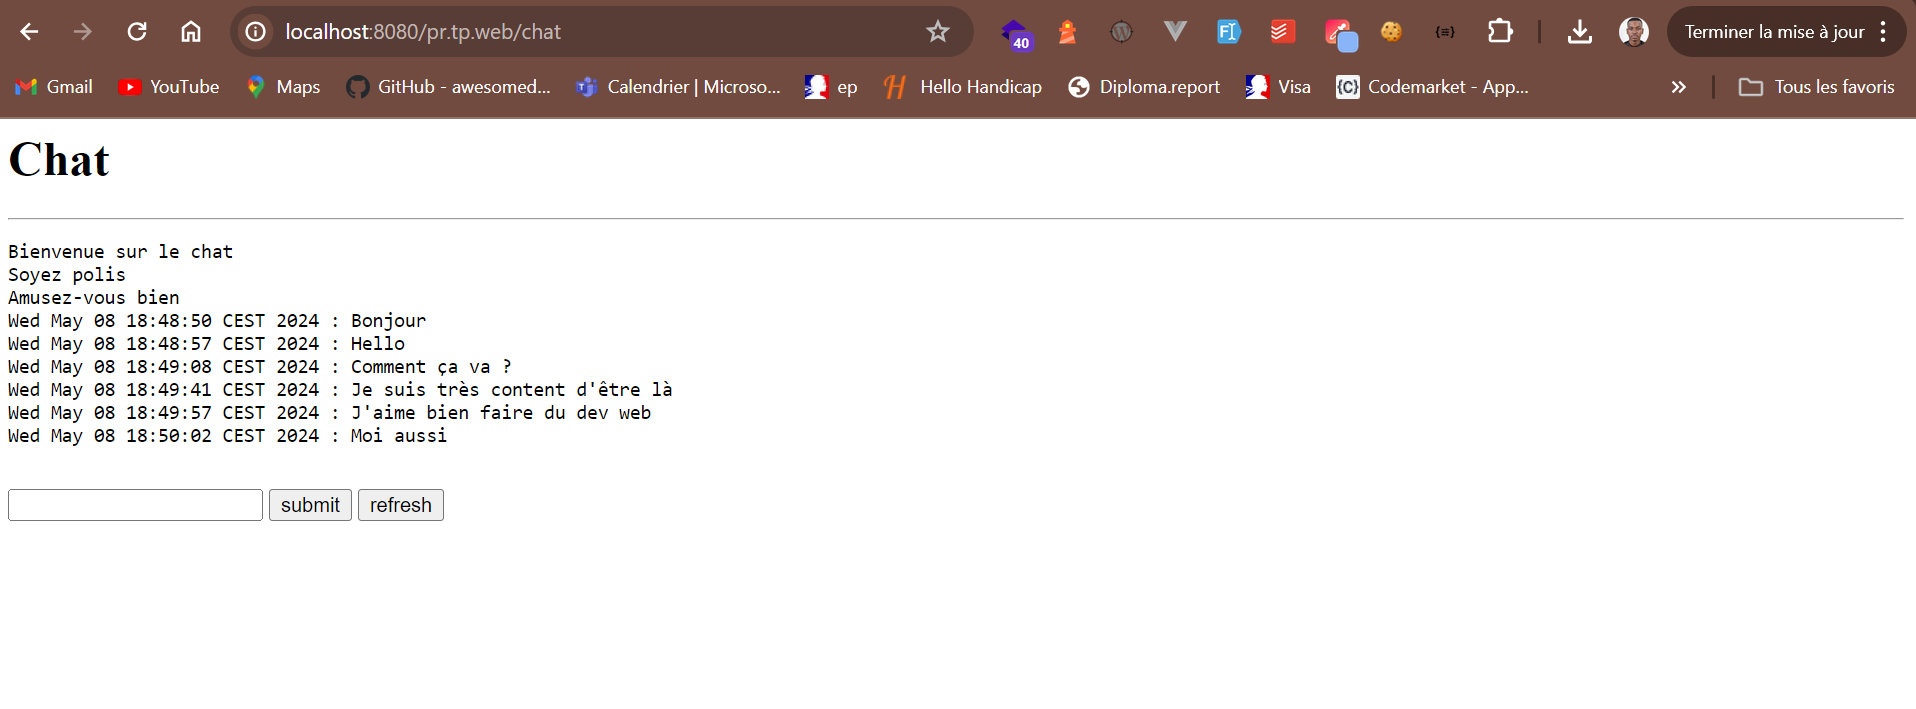 localhost:8080/pr.tp.web/chat
40
Terminer la mise à jour
Gmail
YouTube
Maps
GitHub - awesomed...
Calendrier | Microso...
ep
Hello Handicap
Diploma.report
Visa
{C}
Codemarket - App...
Tous les favoris
Chat
Bienvenue sur le chat
Soyez polis
Amusez-vous bien
Wed May 08 18:48:50 CEST 2024 : Bonjour
Wed May 08 18:48:57 CEST 2024 : Hello
Wed May 08 18:49:08 CEST 2024 : Comment ça va ?
Wed May 08 18:49:41 CEST 2024 : Je suis très content d'être là
Wed May 08 18:49:57 CEST 2024 : J'aime bien faire du dev web
Wed May 08 18:50:02 CEST 2024 : Moi aussi
submit
refresh